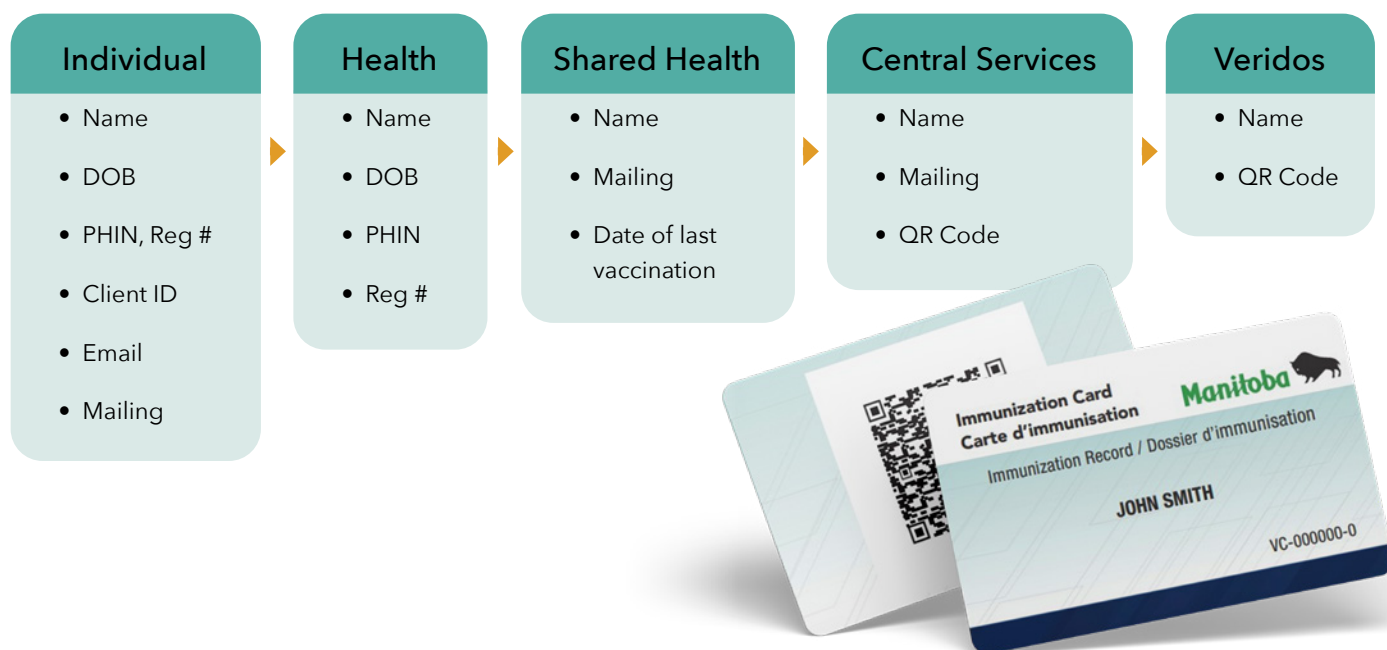 Individual
• Name
• DOB
• PHIN, Reg #
• Client ID
• Email
• Mailing
Health
• Name
• DOB
• PHIN
• Reg #
Shared Health
• Name
• Mailing
• Date of last
vaccination
Central Services
• Name
• Mailing
• QR Code
Veridos
• Name
• QR Code
Immunization Card
Carte d'immunisation
Manitoba
Immunization Record / Dossier d'immunisation
JOHN SMITH
VC-000000-0